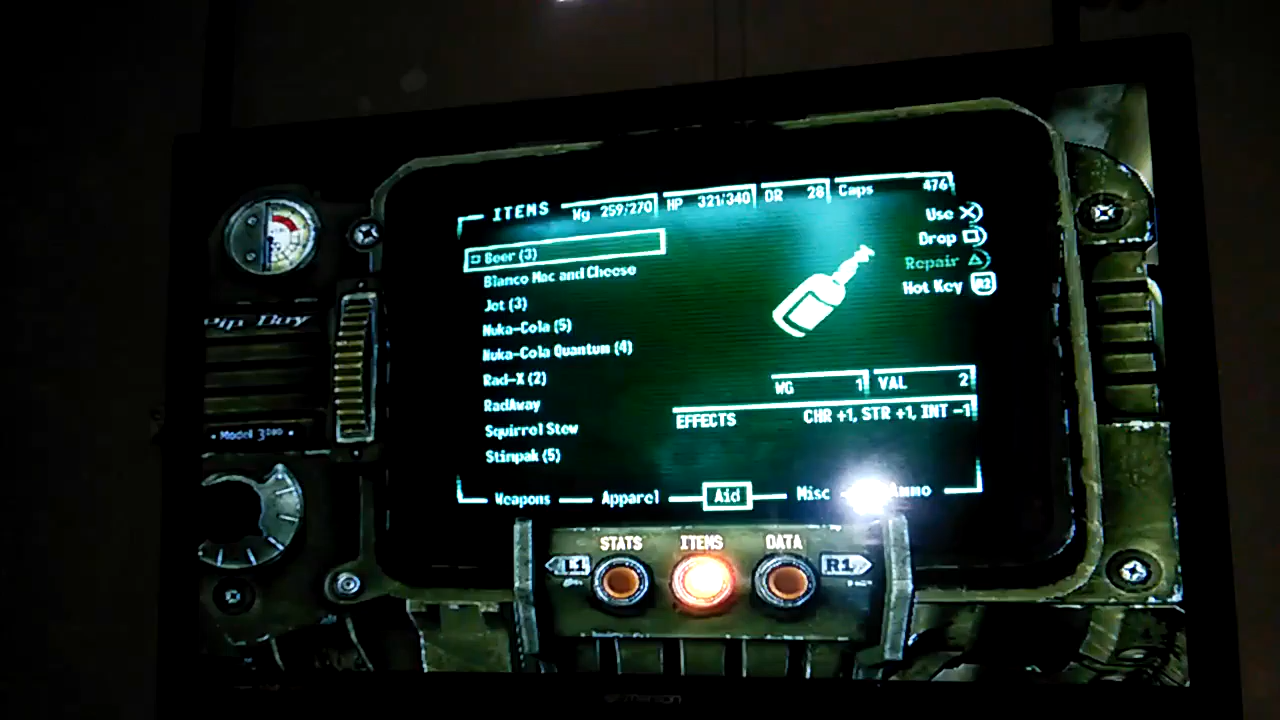 ITEMS Wg 259/270 HP 321/340 DR 28 Caps 476
Beer (3)
Blanco Mac and Cheese
Jet (3)
Nuka-Cola (5)
Nuka-Cola Quantum (4)
Rad-X (2)
RadAway
Squirrel Stew
Stimpak (5)
Use
Drop
Repair
Hot Key R2
WG 1 VAL 2
EFFECTS CHR +1, STR +1, INT -1
Weapons Apparel Aid Misc Ammo
STATS ITEMS DATA
L1 R1
Pip Boy
Model 3000
emerson